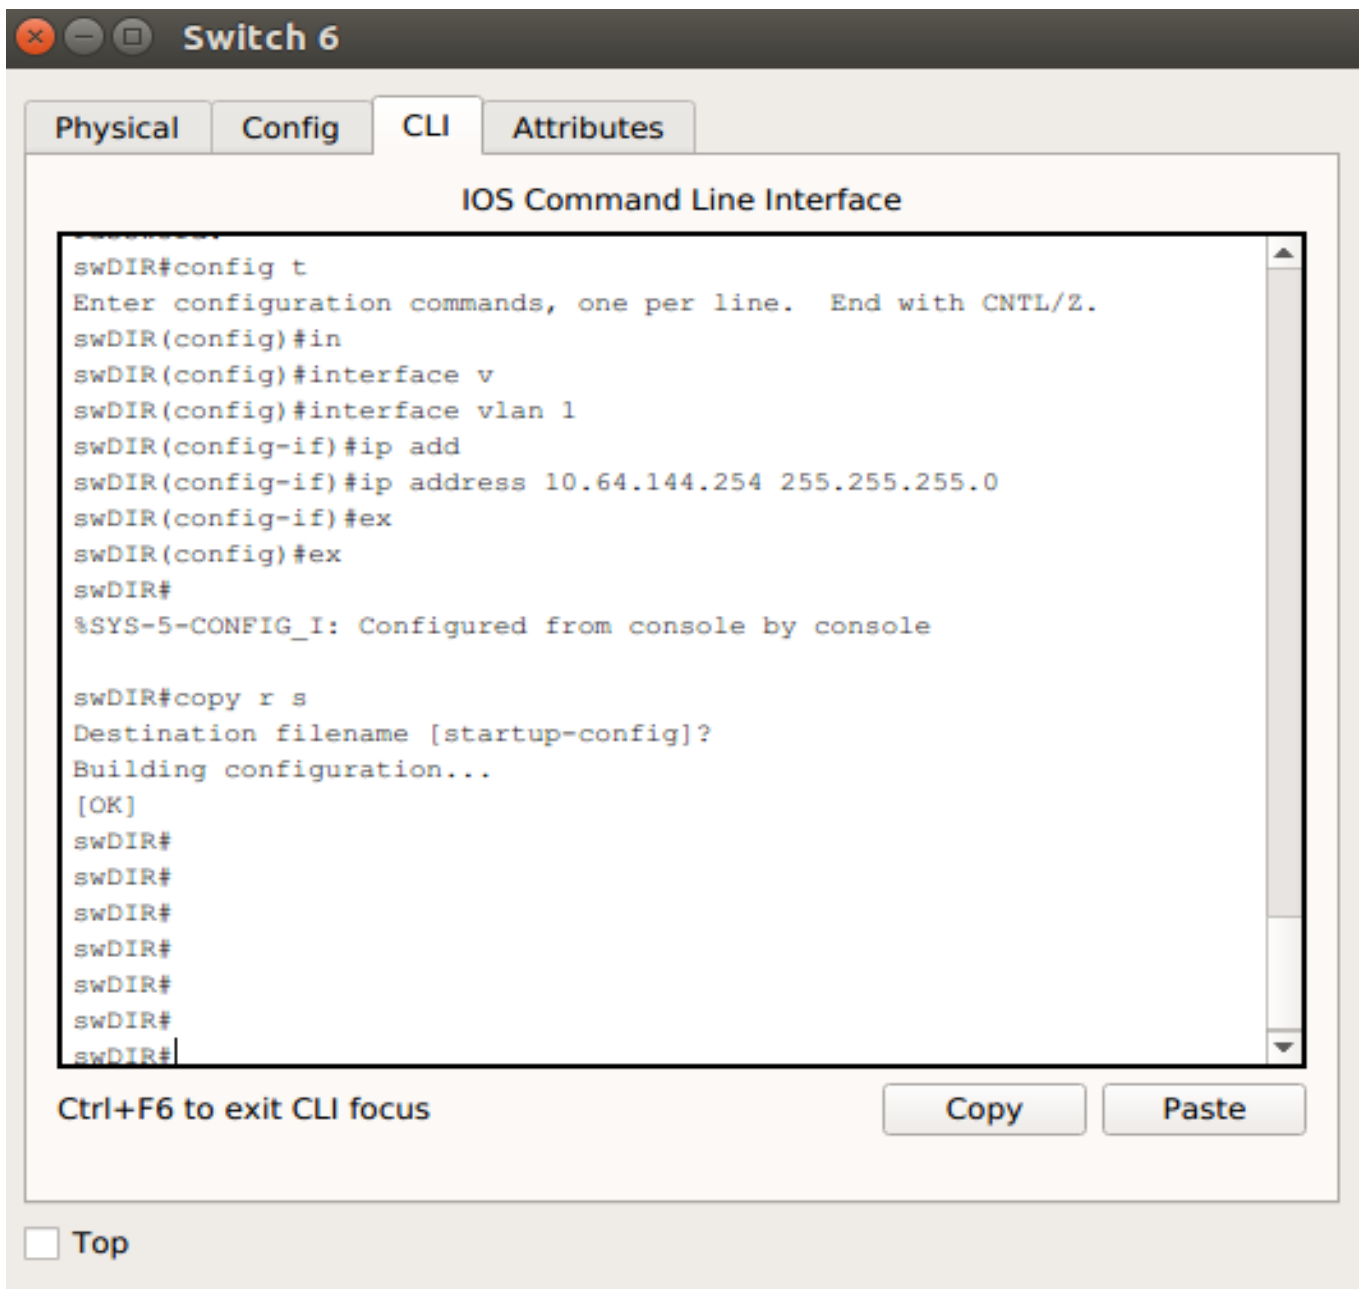 Switch 6
Physical Config CLI Attributes
IOS Command Line Interface
swDIR#config t
Enter configuration commands, one per line.  End with CNTL/Z.
swDIR(config)#in
swDIR(config)#interface v
swDIR(config)#interface vlan 1
swDIR(config-if)#ip add
swDIR(config-if)#ip address 10.64.144.254 255.255.255.0
swDIR(config-if)#ex
swDIR(config)#ex
swDIR#
%SYS-5-CONFIG_I: Configured from console by console
swDIR#copy r s
Destination filename [startup-config]?
Building configuration...
[OK]
swDIR#
swDIR#
swDIR#
swDIR#
swDIR#
swDIR#
swDIR#
Ctrl+F6 to exit CLI focus Copy Paste
Top